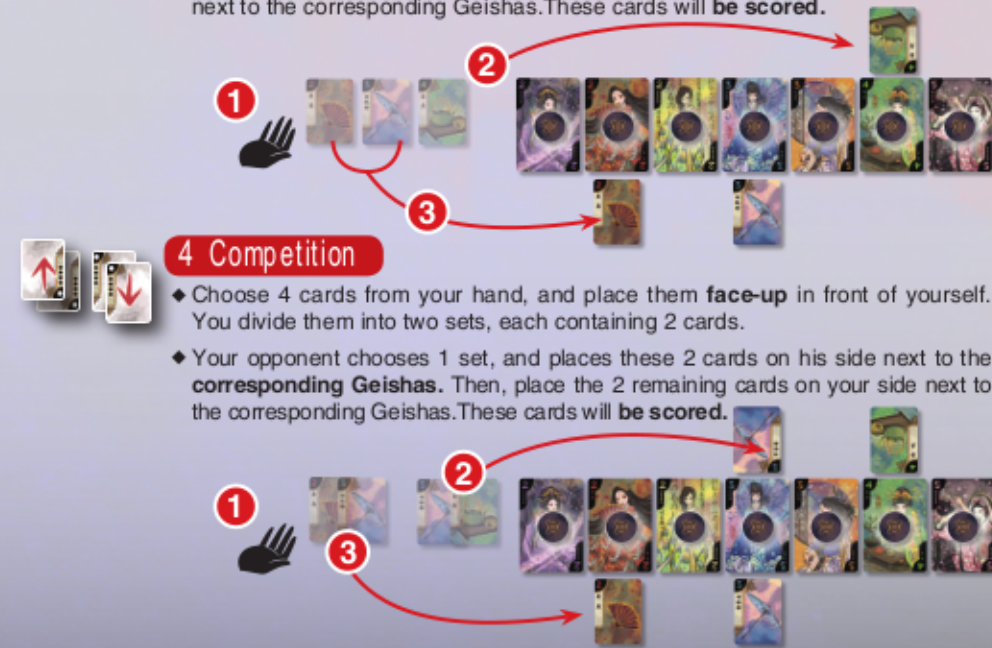 next to the corresponding Geishas.These cards will be scored.
2
1
3
4 Competition
◆ Choose 4 cards from your hand, and place them face-up in front of yourself.
You divide them into two sets, each containing 2 cards.
◆ Your opponent chooses 1 set, and places these 2 cards on his side next to the
corresponding Geishas. Then, place the 2 remaining cards on your side next to
the corresponding Geishas.These cards will be scored.
2
1
3